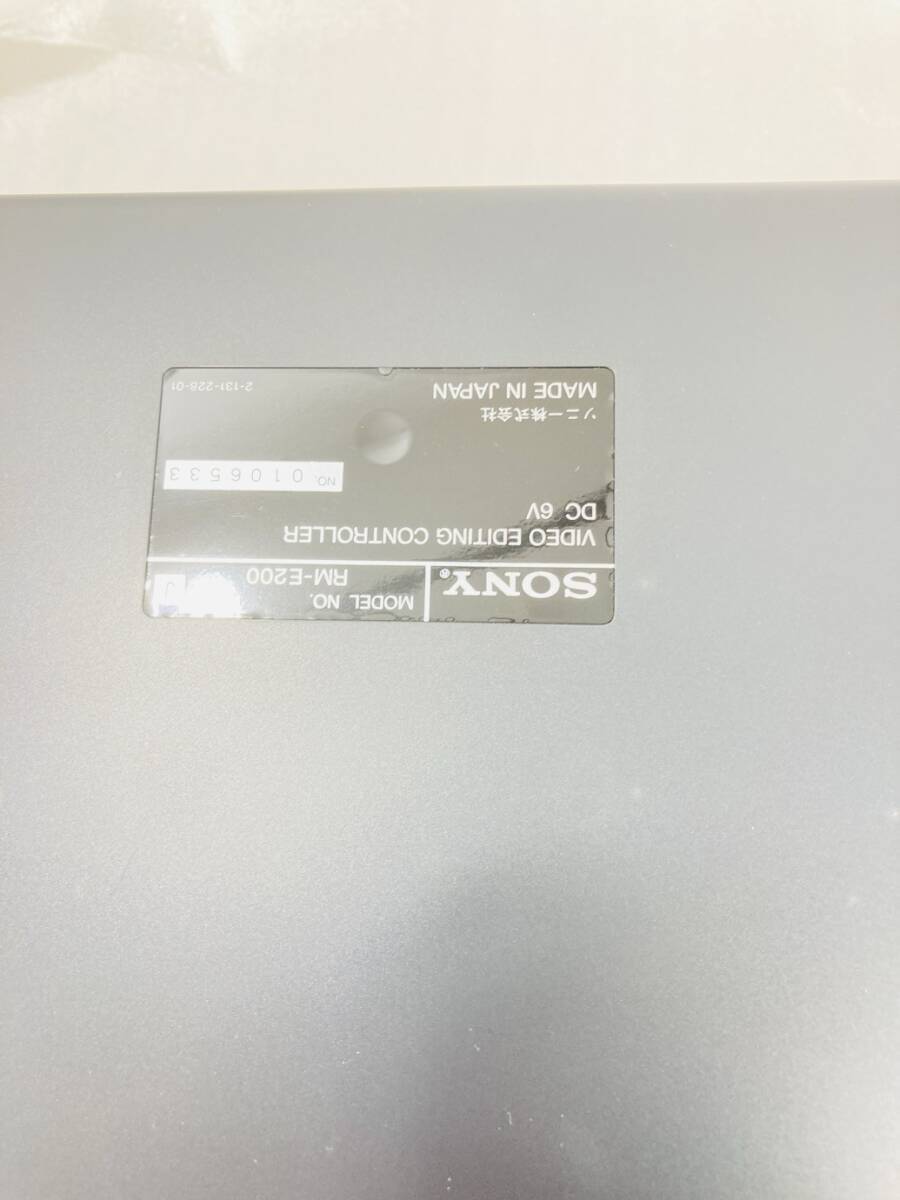 SONY®
MODEL NO.
RM-E200
J
VIDEO EDITING CONTROLLER
DC 6V
NO. 0106533
ソニー株式会社
MADE IN JAPAN
2-131-228-01